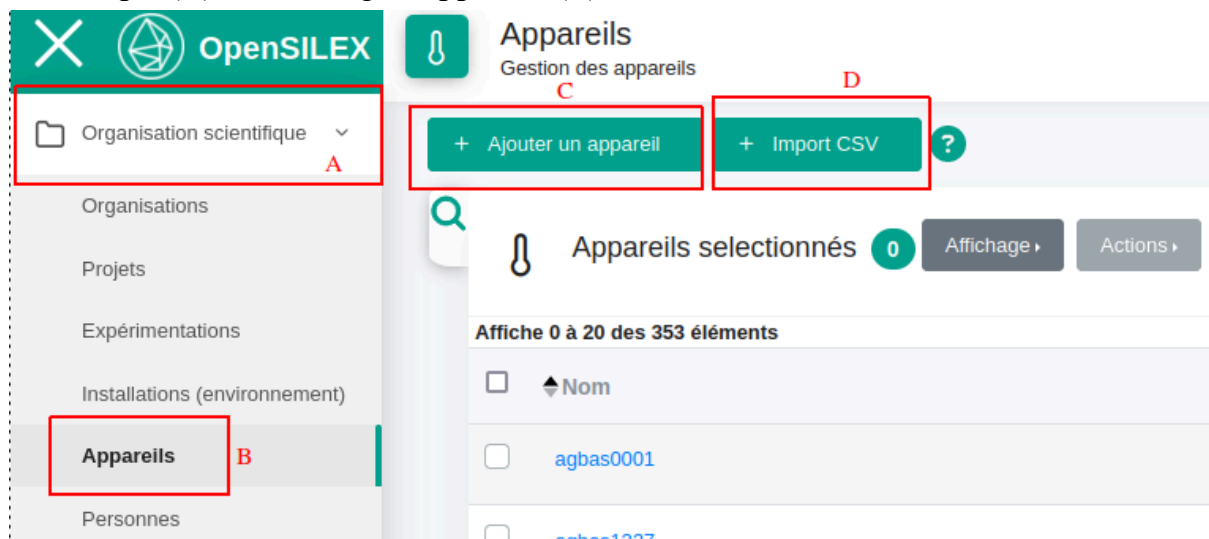 OpenSILEX
Appareils
Gestion des appareils
C
D
Organisation scientifique
A
+ Ajouter un appareil
+ Import CSV
?
Organisations
Projets
Expérimentations
Installations (environnement)
Appareils
B
Personnes
Appareils selectionnés 0 Affichage Actions
Affiche 0 à 20 des 353 éléments
Nom
agbas0001